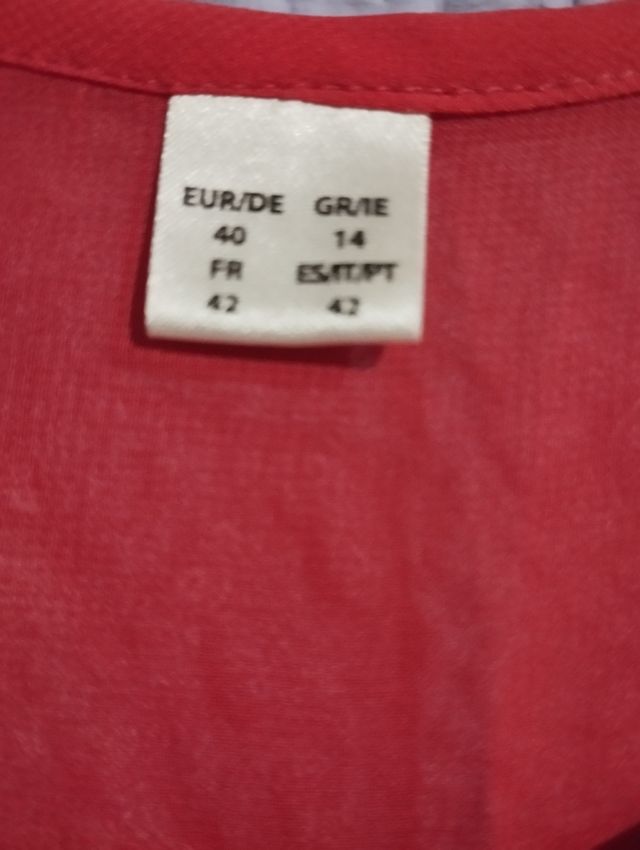 EUR/DE GR/IE
40 14
FR ES/IT/PT
42 42